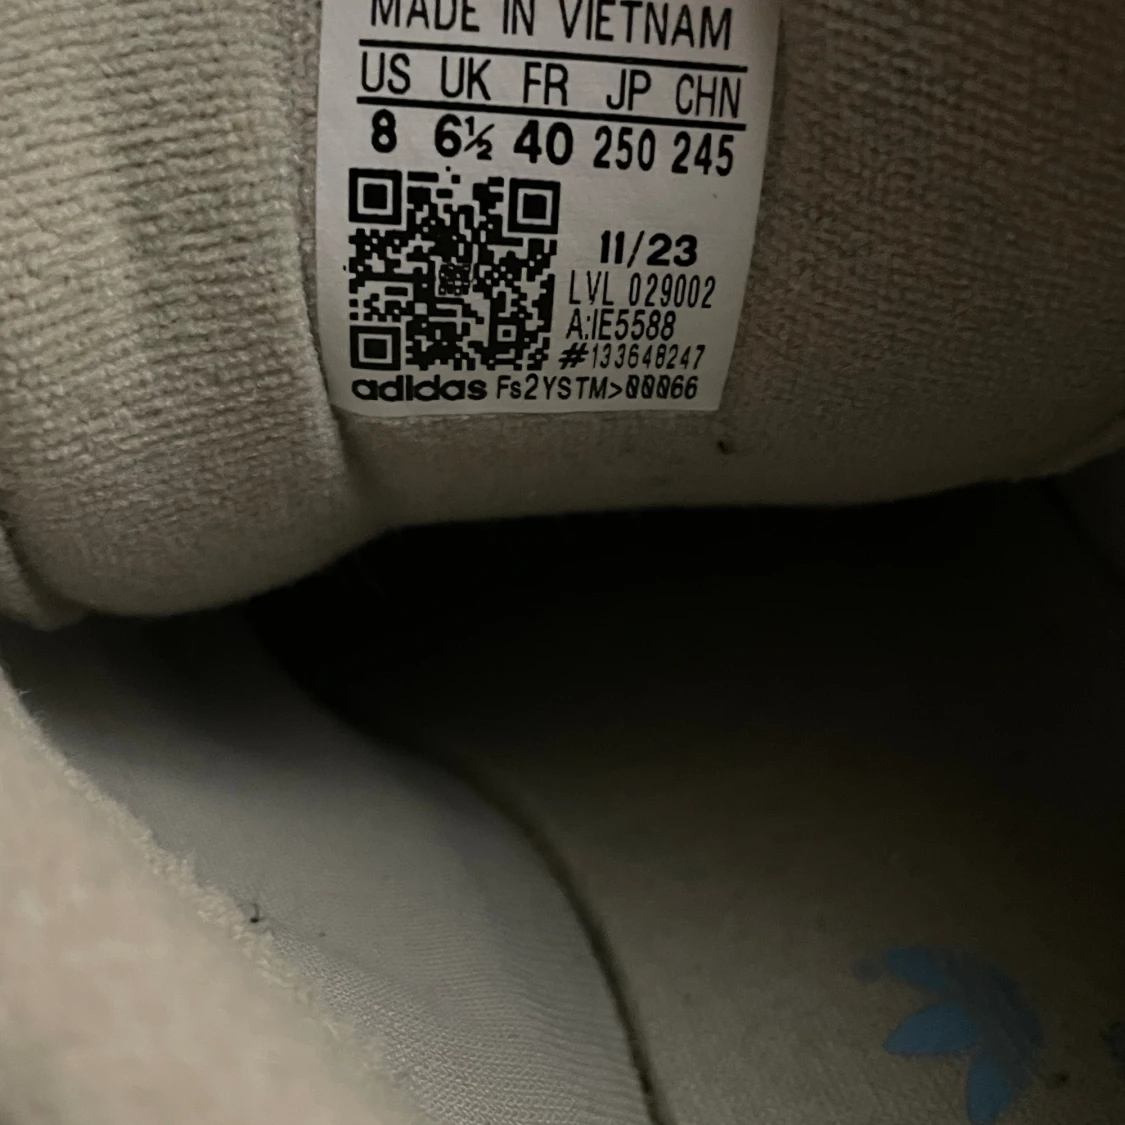 MADE IN VIETNAM
US UK FR JP CHN
8 6½ 40 250 245
11/23
LVL 029002
A:IE5588
#133648247
adidas Fs2YSTM>00066